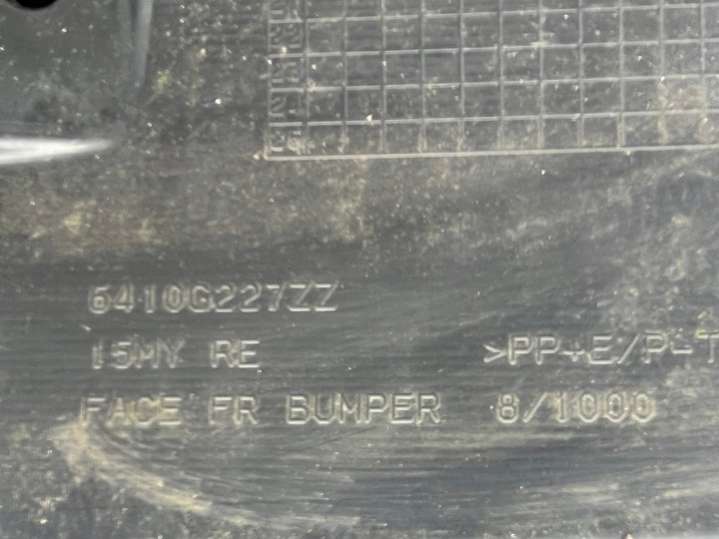 6410G227ZZ
15MY RE >PP+E/P-T
FACE FR BUMPER 8/1000